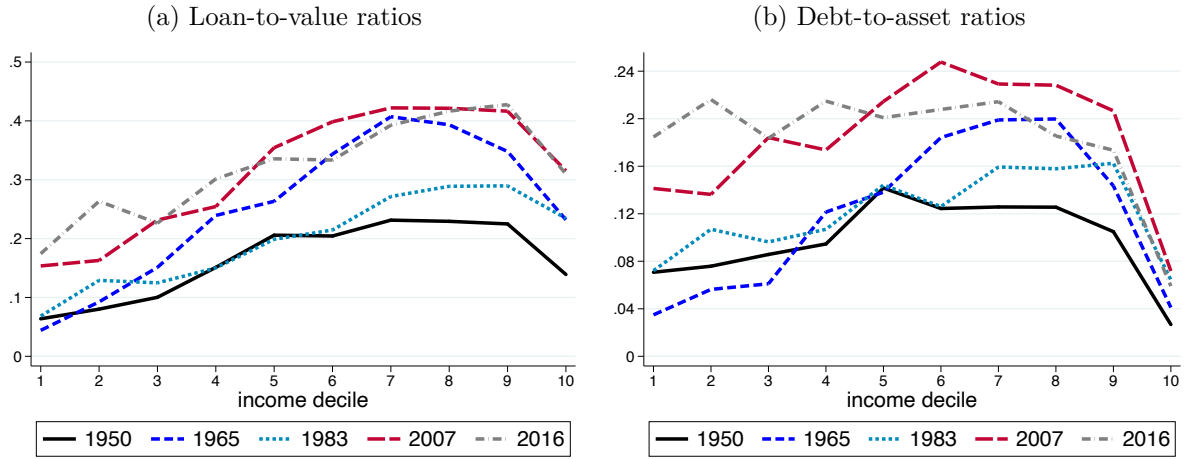 (a) Loan-to-value ratios
.5
.4
.3
.2
.1
0
1 2 3 4 5 6 7 8 9 10
income decile
1950 1965 1983 2007 2016
(b) Debt-to-asset ratios
.24
.2
.16
.12
.08
.04
0
1 2 3 4 5 6 7 8 9 10
income decile
1950 1965 1983 2007 2016